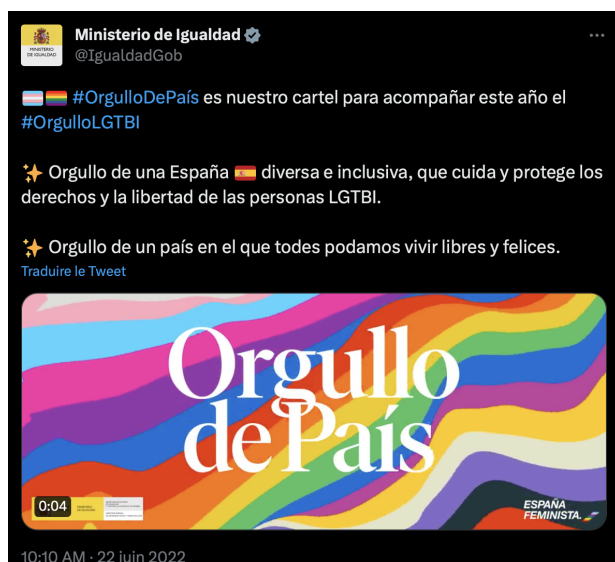 Ministerio de Igualdad
@IgualdadGob
MINISTERIO
DE IGUALDAD
🏳️‍⚧️🏳️‍🌈 #OrgulloDePaís es nuestro cartel para acompañar este año el
#OrgulloLGTBI
✨ Orgullo de una España 🇪🇸 diversa e inclusiva, que cuida y protege los
derechos y la libertad de las personas LGTBI.
✨ Orgullo de un país en el que todes podamos vivir libres y felices.
Traduire le Tweet
Orgullo
de País
0:04
ESPAÑA
FEMINISTA.
10:10 AM · 22 juin 2022